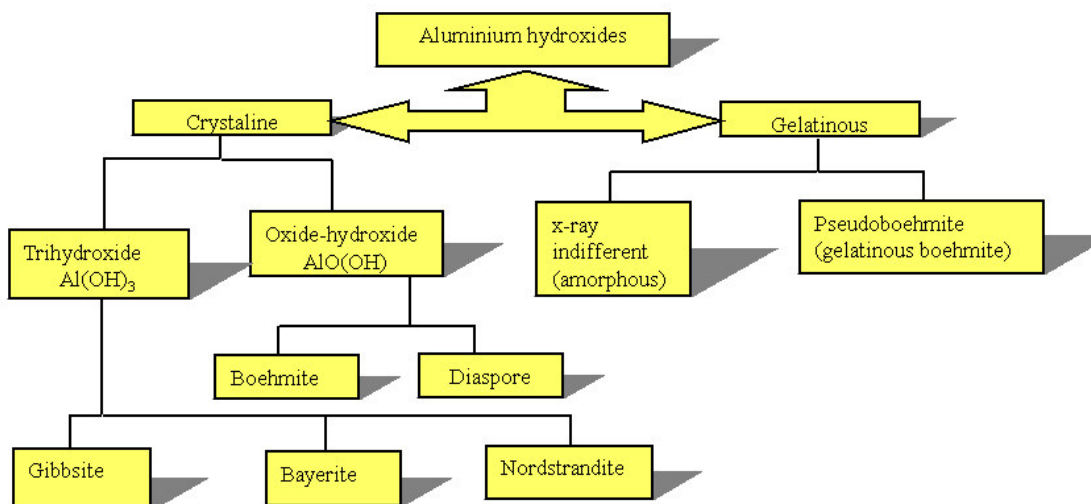 Aluminium hydroxides
Crystaline
Gelatinous
Trihydroxide
Al(OH)₃
Oxide-hydroxide
AlO(OH)
x-ray
indifferent
(amorphous)
Pseudoboehmite
(gelatinous boehmite)
Boehmite
Diaspore
Gibbsite
Bayerite
Nordstrandite